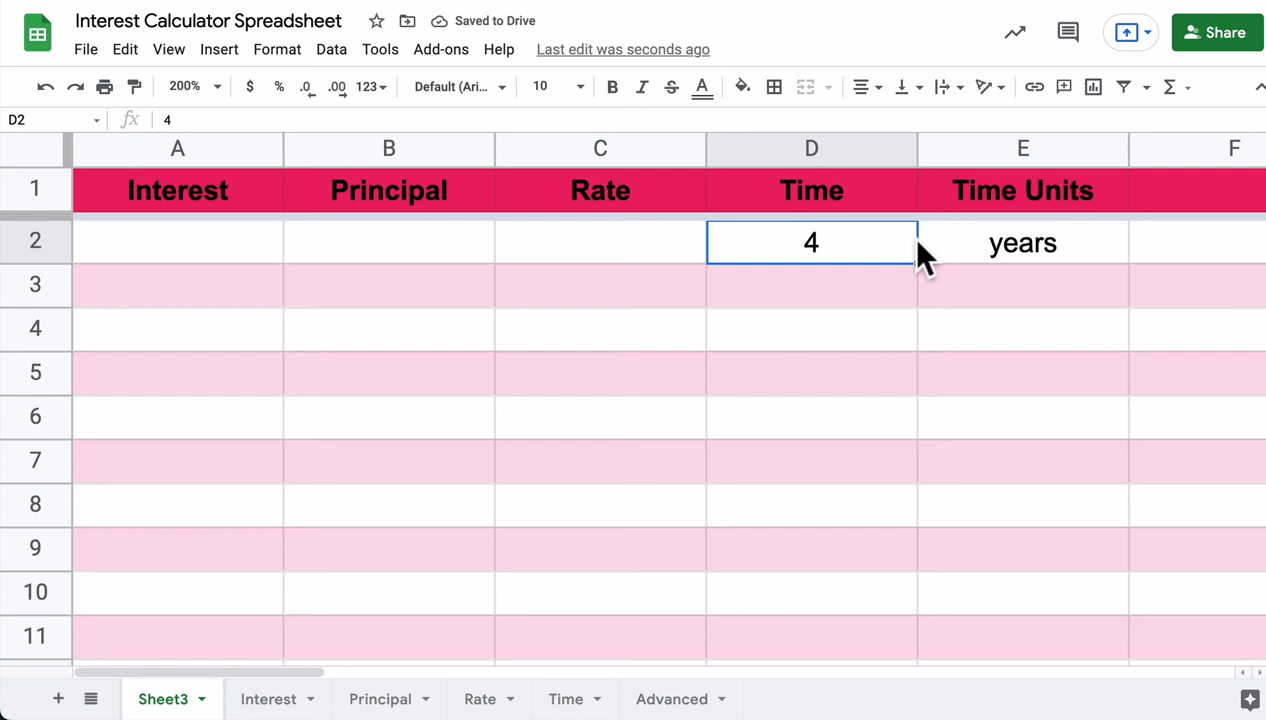 Interest Calculator Spreadsheet Saved to Drive
File Edit View Insert Format Data Tools Add-ons Help Last edit was seconds ago
Share
200% $ % .0 .00 123 Default (Ari... 10 B I S A Σ
D2 fx 4
A B C D E F
1 Interest Principal Rate Time Time Units
2 4 years
3
4
5
6
7
8
9
10
11
+ Sheet3 Interest Principal Rate Time Advanced